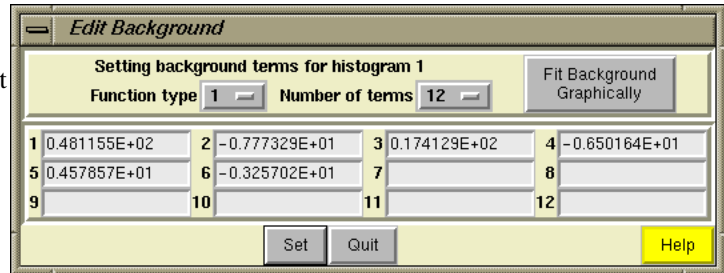 Edit Background
t
Setting background terms for histogram 1
Function type 1 Number of terms 12
Fit Background
Graphically
1 0.481155E+02 2 -0.777329E+01 3 0.174129E+02 4 -0.650164E+01
5 0.457857E+01 6 -0.325702E+01 7 8
9 10 11 12
Set Quit Help